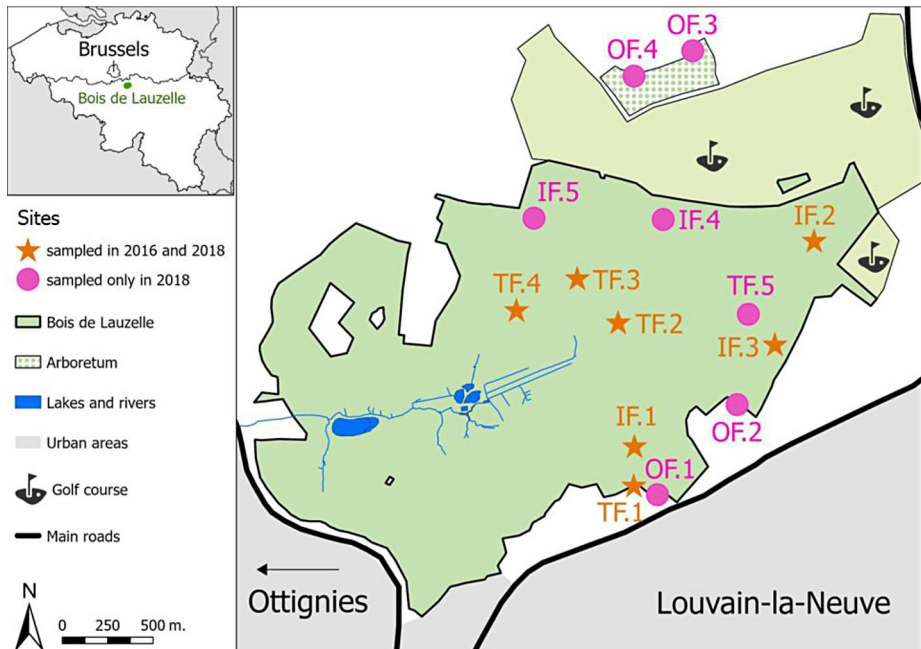 Brussels
Bois de Lauzelle
Sites
sampled in 2016 and 2018
sampled only in 2018
Bois de Lauzelle
Arboretum
Lakes and rivers
Urban areas
Golf course
Main roads
N
0 250 500 m.
OF.3
OF.4
IF.5
IF.4
IF.2
TF.3
TF.4
TF.5
TF.2
IF.3
OF.2
IF.1
OF.1
TF.1
Ottignies
Louvain-la-Neuve